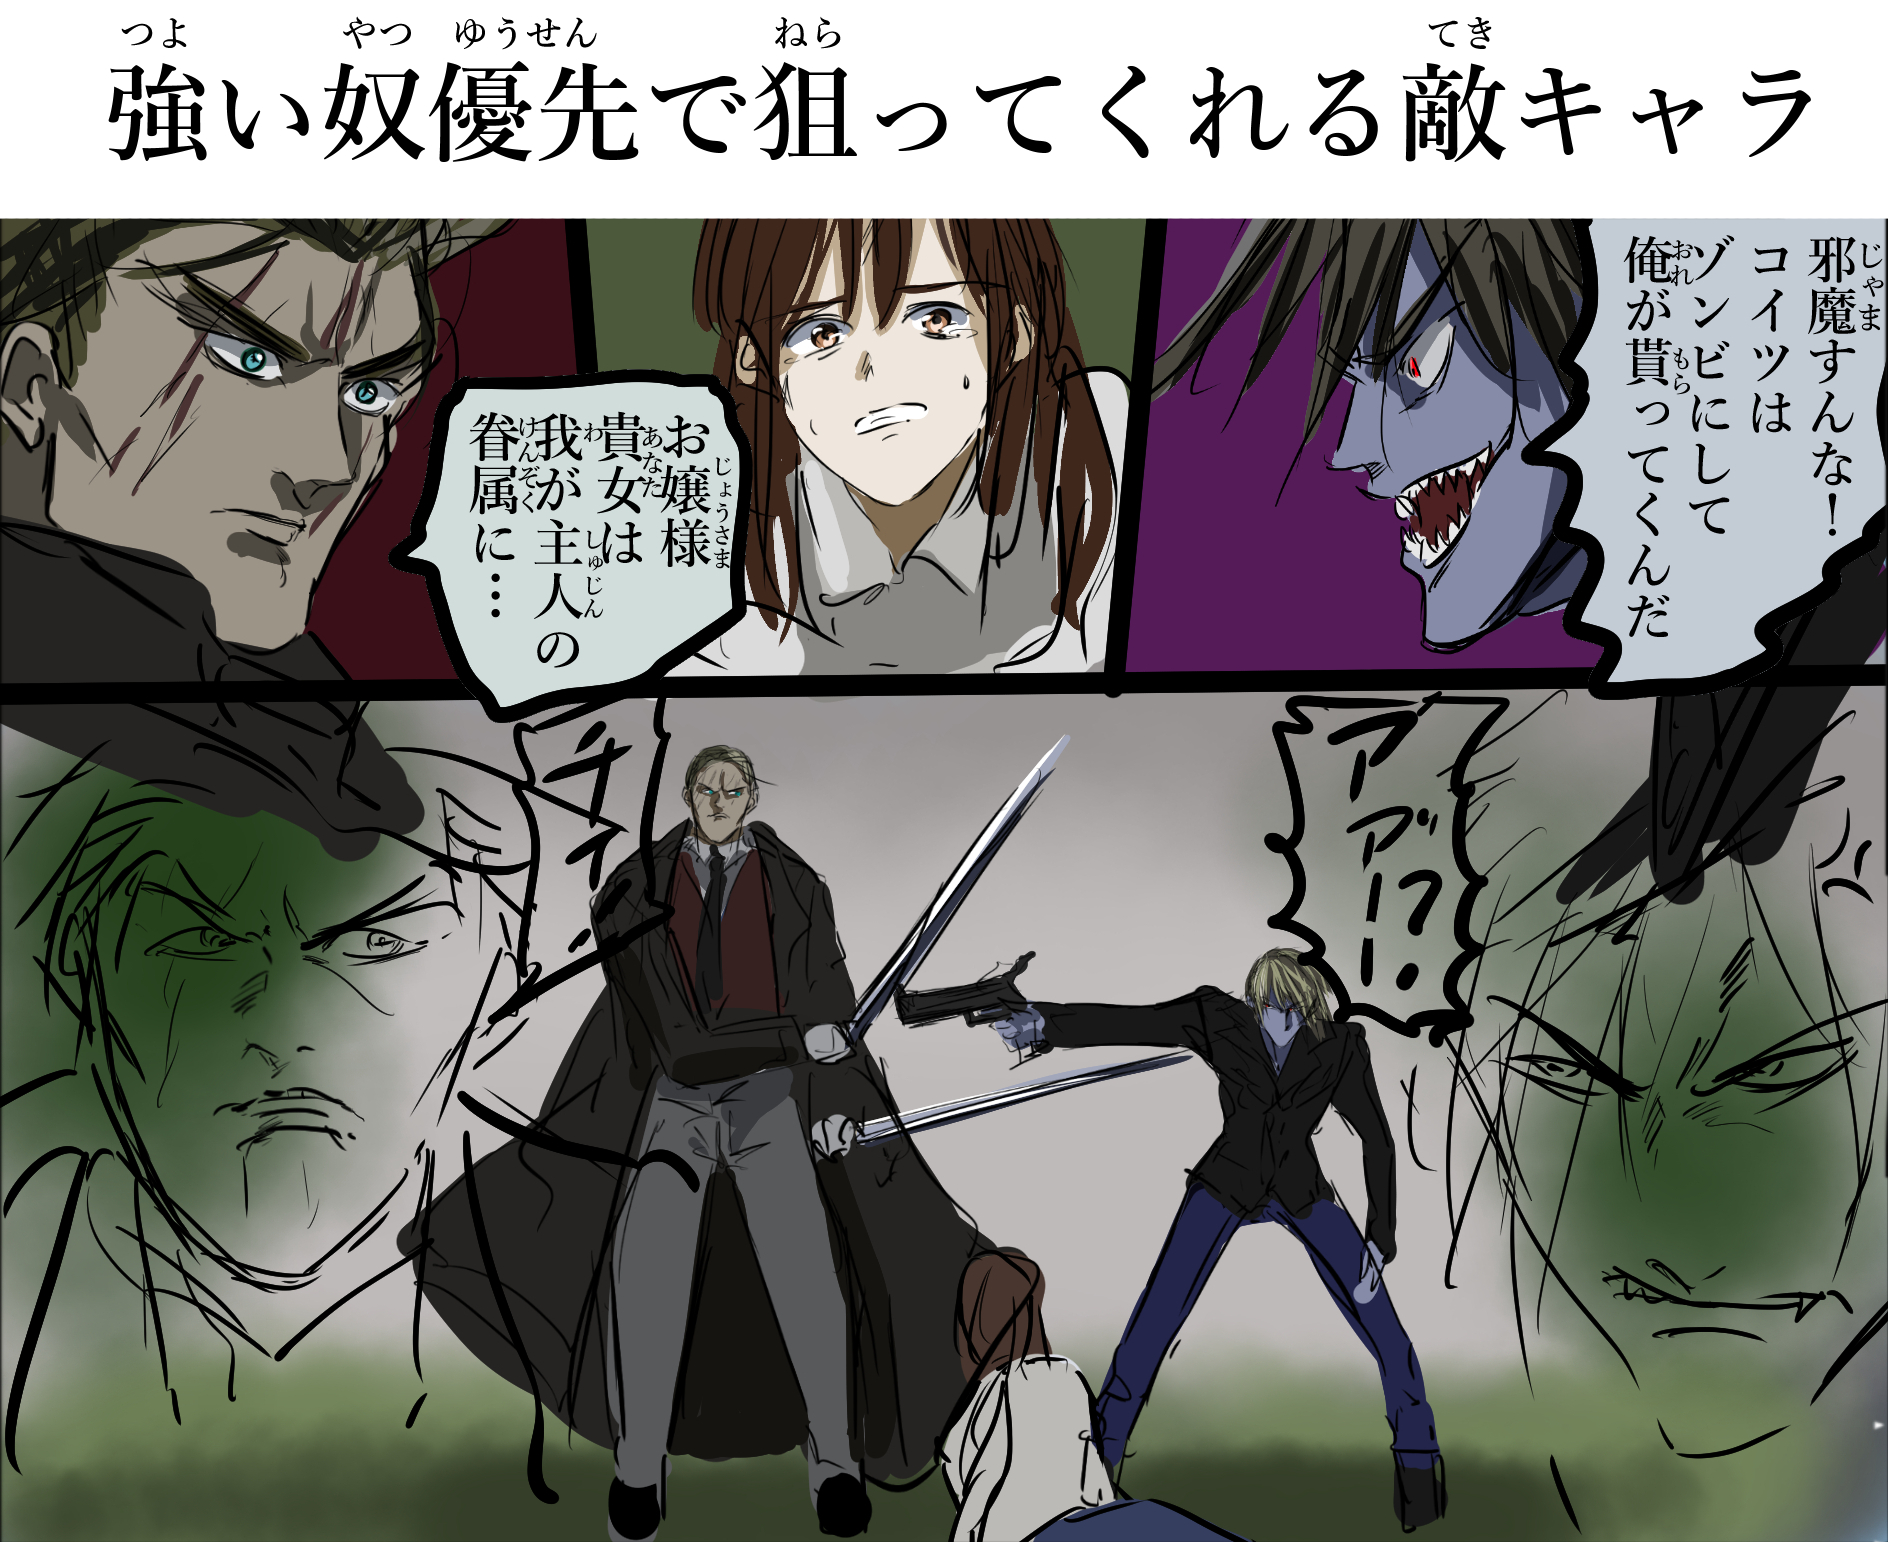 強い奴優先で狙ってくれる敵キャラ
邪魔すんな！
コイツは
ゾンビにして
俺が貰ってくんだ
お嬢様
貴女は
我が主人の
眷属に…
アァ!?
チィッ